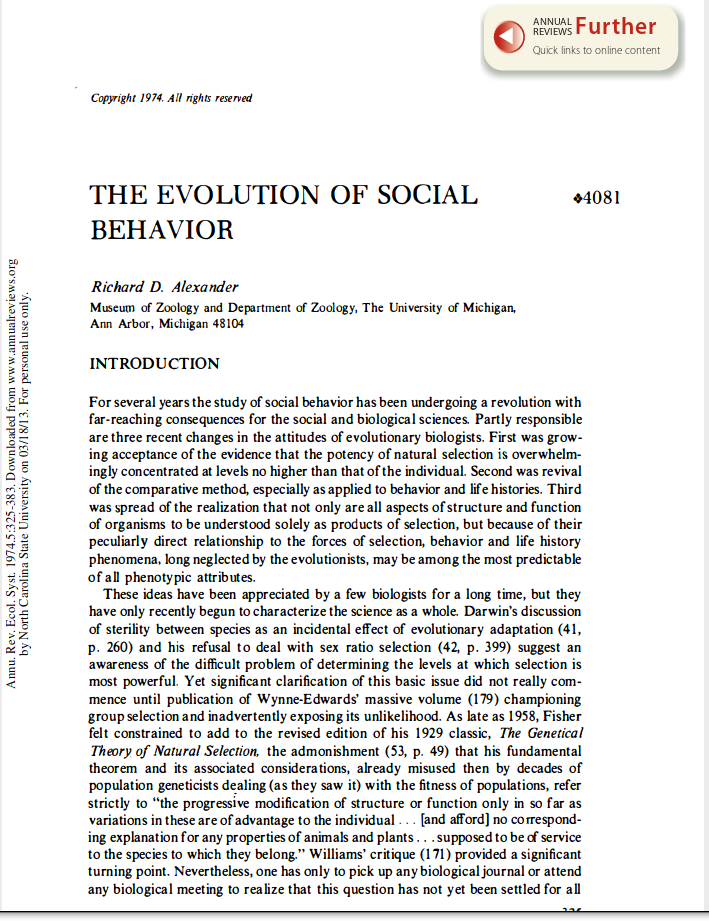 ANNUAL
REVIEWS Further
Quick links to online content
Copyright 1974. All rights reserved
THE EVOLUTION OF SOCIAL
BEHAVIOR
❖4081
Richard D. Alexander
Museum of Zoology and Department of Zoology, The University of Michigan,
Ann Arbor, Michigan 48104
INTRODUCTION
For several years the study of social behavior has been undergoing a revolution with
far-reaching consequences for the social and biological sciences. Partly responsible
are three recent changes in the attitudes of evolutionary biologists. First was grow-
ing acceptance of the evidence that the potency of natural selection is overwhelm-
ingly concentrated at levels no higher than that of the individual. Second was revival
of the comparative method, especially as applied to behavior and life histories. Third
was spread of the realization that not only are all aspects of structure and function
of organisms to be understood solely as products of selection, but because of their
peculiarly direct relationship to the forces of selection, behavior and life history
phenomena, long neglected by the evolutionists, may be among the most predictable
of all phenotypic attributes.
These ideas have been appreciated by a few biologists for a long time, but they
have only recently begun to characterize the science as a whole. Darwin's discussion
of sterility between species as an incidental effect of evolutionary adaptation (41,
p. 260) and his refusal to deal with sex ratio selection (42, p. 399) suggest an
awareness of the difficult problem of determining the levels at which selection is
most powerful. Yet significant clarification of this basic issue did not really com-
mence until publication of Wynne-Edwards' massive volume (179) championing
group selection and inadvertently exposing its unlikelihood. As late as 1958, Fisher
felt constrained to add to the revised edition of his 1929 classic, The Genetical
Theory of Natural Selection, the admonishment (53, p. 49) that his fundamental
theorem and its associated considerations, already misused then by decades of
population geneticists dealing (as they saw it) with the fitness of populations, refer
strictly to "the progressive modification of structure or function only in so far as
variations in these are of advantage to the individual . . . [and afford] no correspond-
ing explanation for any properties of animals and plants . . . supposed to be of service
to the species to which they belong." Williams' critique (171) provided a significant
turning point. Nevertheless, one has only to pick up any biological journal or attend
any biological meeting to realize that this question has not yet been settled for all
Annu. Rev. Ecol. Syst. 1974.5:325-383. Downloaded from www.annualreviews.org
by North Carolina State University on 03/18/13. For personal use only.